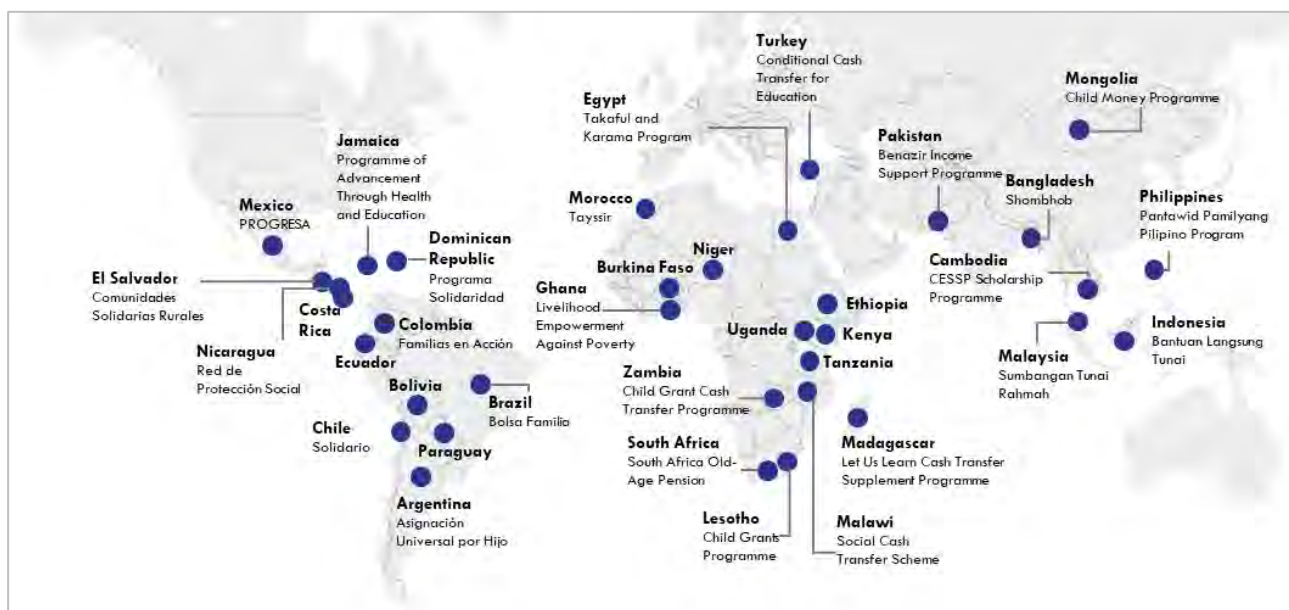 Turkey
Conditional Cash
Transfer for
Education
Mongolia
Child Money Programme
Egypt
Takaful and
Karama Program
Pakistan
Benazir Income
Support Programme
Jamaica
Programme of
Advancement
Through Health
and Education
Bangladesh
Shombhob
Philippines
Pantawid Pamilyang
Pilipino Program
Mexico
PROGRESA
Morocco
Tayssir
Dominican
Republic
Programa
Solidaridad
Niger
Burkina Faso
Cambodia
CESSP Scholarship
Programme
El Salvador
Comunidades
Solidarias Rurales
Ghana
Livelihood
Empowerment
Against Poverty
Ethiopia
Costa
Rica
Colombia
Familias en Acción
Uganda
Kenya
Indonesia
Bantuan Langsung
Tunai
Nicaragua
Red de
Protección Social
Ecuador
Malaysia
Sumbangan Tunai
Rahmah
Tanzania
Zambia
Child Grant Cash
Transfer Programme
Bolivia
Brazil
Bolsa Família
Chile
Solidario
Paraguay
South Africa
South Africa Old-
Age Pension
Madagascar
Let Us Learn Cash Transfer
Supplement Programme
Argentina
Asignación
Universal por Hijo
Lesotho
Child Grants
Programme
Malawi
Social Cash
Transfer Scheme